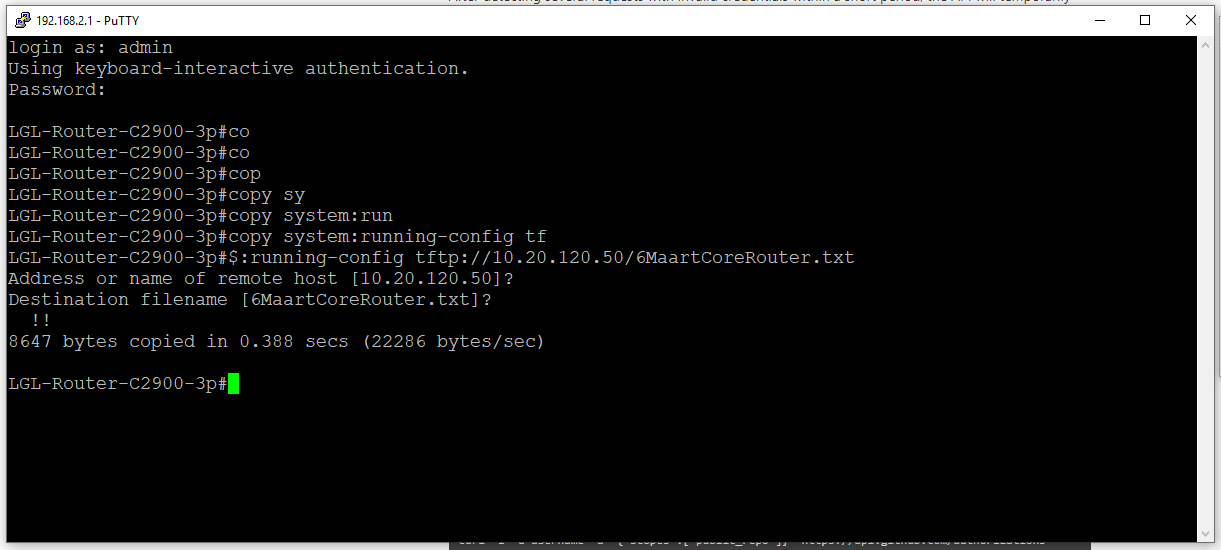 192.168.2.1 - PuTTY
login as: admin
Using keyboard-interactive authentication.
Password:
LGL-Router-C2900-3p#co
LGL-Router-C2900-3p#co
LGL-Router-C2900-3p#cop
LGL-Router-C2900-3p#copy sy
LGL-Router-C2900-3p#copy system:run
LGL-Router-C2900-3p#copy system:running-config tf
LGL-Router-C2900-3p#$:running-config tftp://10.20.120.50/6MaartCoreRouter.txt
Address or name of remote host [10.20.120.50]?
Destination filename [6MaartCoreRouter.txt]?
  !!
8647 bytes copied in 0.388 secs (22286 bytes/sec)
LGL-Router-C2900-3p#